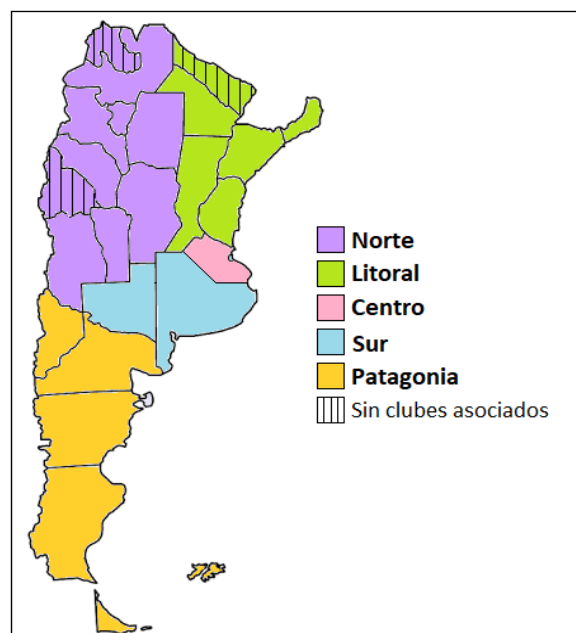 Norte
Litoral
Centro
Sur
Patagonia
Sin clubes asociados